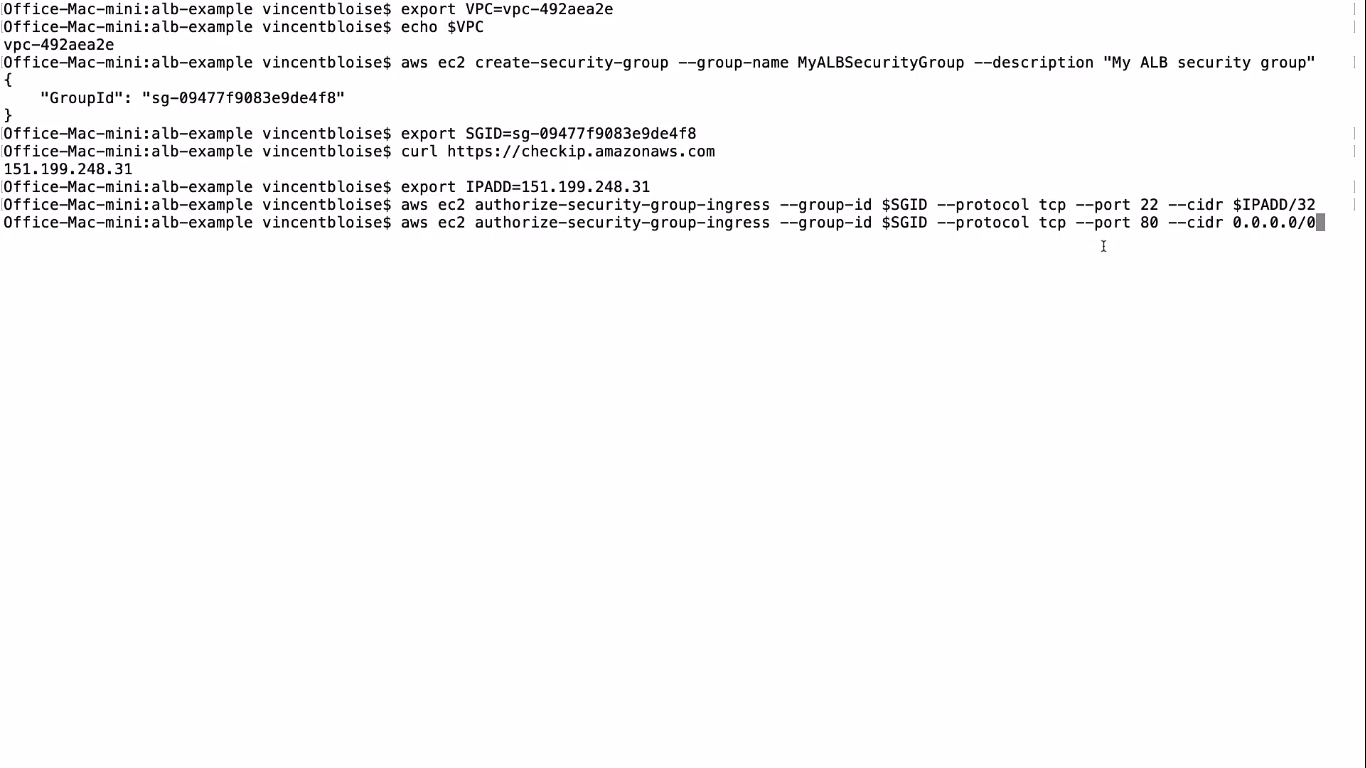 Office-Mac-mini:alb-example vincentbloise$ export VPC=vpc-492aea2e
Office-Mac-mini:alb-example vincentbloise$ echo $VPC
vpc-492aea2e
Office-Mac-mini:alb-example vincentbloise$ aws ec2 create-security-group --group-name MyALBSecurityGroup --description "My ALB security group"
{
    "GroupId": "sg-09477f9083e9de4f8"
}
Office-Mac-mini:alb-example vincentbloise$ export SGID=sg-09477f9083e9de4f8
Office-Mac-mini:alb-example vincentbloise$ curl https://checkip.amazonaws.com
151.199.248.31
Office-Mac-mini:alb-example vincentbloise$ export IPADD=151.199.248.31
Office-Mac-mini:alb-example vincentbloise$ aws ec2 authorize-security-group-ingress --group-id $SGID --protocol tcp --port 22 --cidr $IPADD/32
Office-Mac-mini:alb-example vincentbloise$ aws ec2 authorize-security-group-ingress --group-id $SGID --protocol tcp --port 80 --cidr 0.0.0.0/0